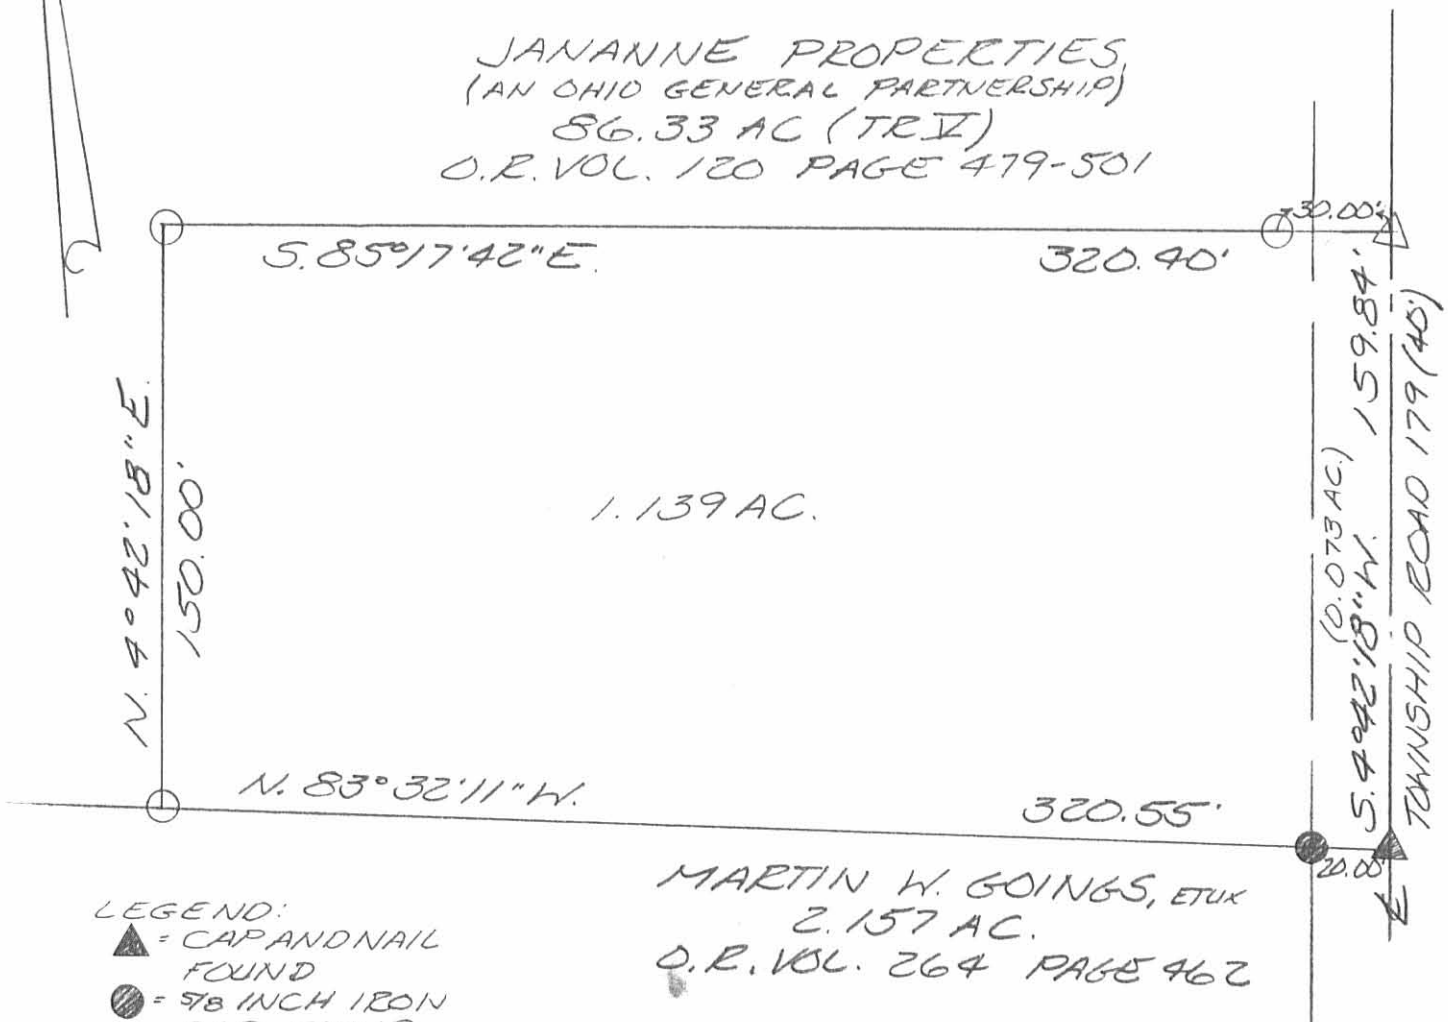 JANANNE PROPERTIES,
(AN OHIO GENERAL PARTNERSHIP)
86.33 AC (TR V)
O.R. VOL. 120 PAGE 479-501
30.00'
S. 85°17'42"E.
320.40'
N. 4°42'18"E.
150.00'
1.139 AC.
(0.073 AC.)
S. 4°42'18"W. 159.84'
TOWNSHIP ROAD 179 (40')
N. 83°32'11"W.
320.55'
20.00'
MARTIN W. GOINGS, ETUX
2.157 AC.
O.R. VOL. 264 PAGE 462
LEGEND:
= CAP AND NAIL
FOUND
= 5/8 INCH IRON